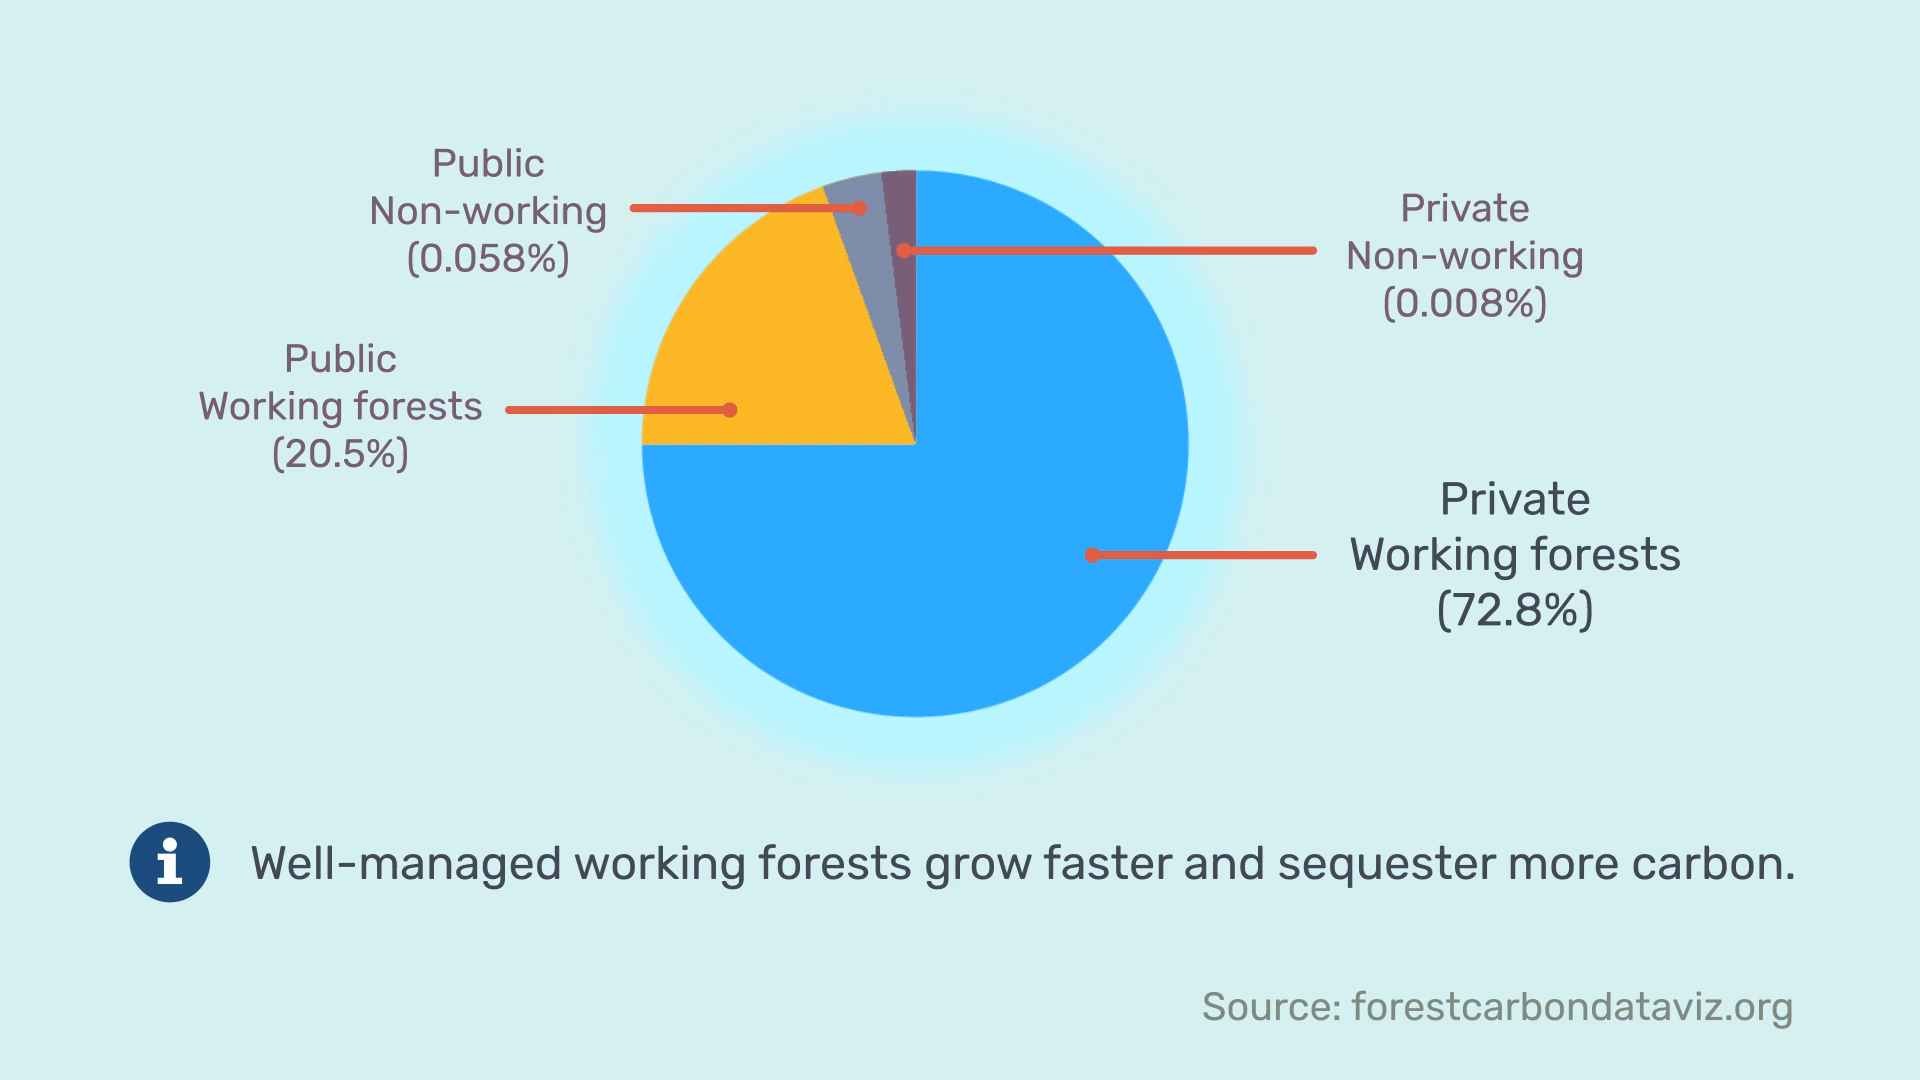 Public
Non-working
(0.058%)
Private
Non-working
(0.008%)
Public
Working forests
(20.5%)
Private
Working forests
(72.8%)
i Well-managed working forests grow faster and sequester more carbon.
Source: forestcarbondataviz.org